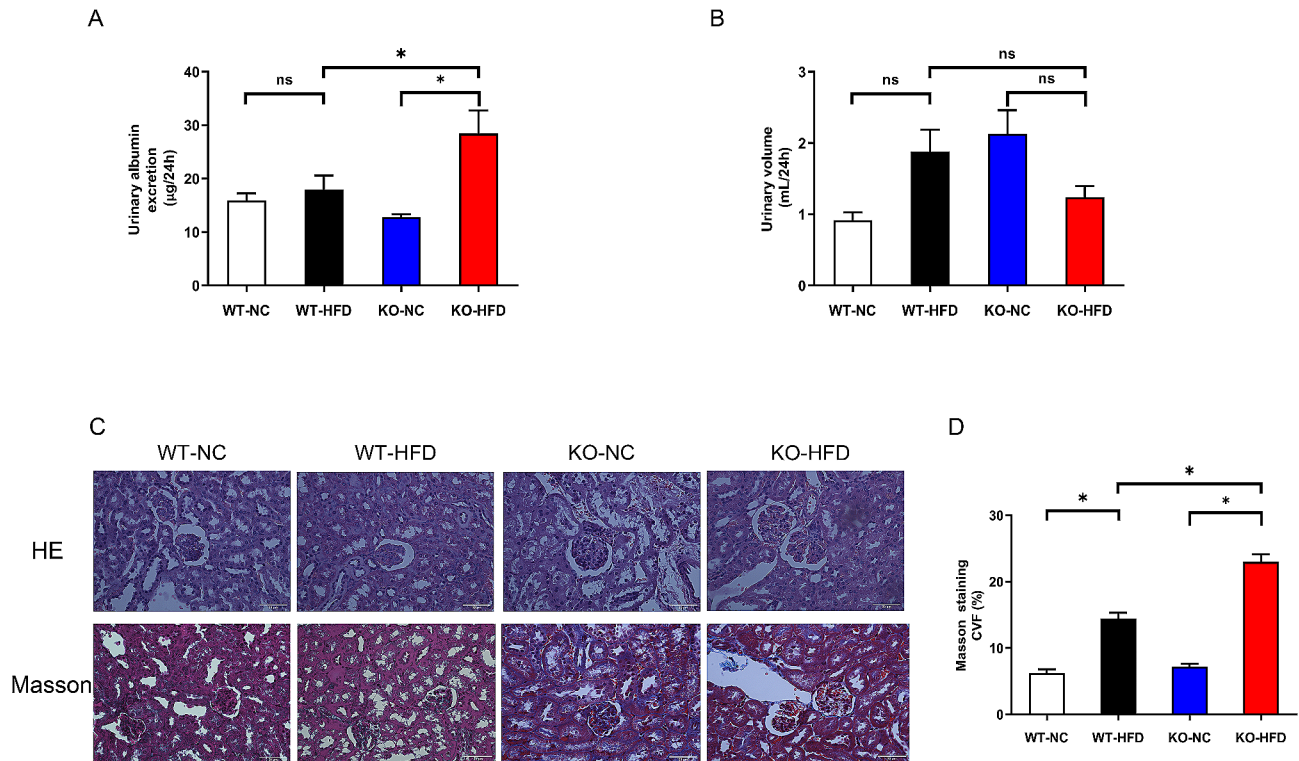 A
Urinary albumin
excretion
(μg/24h)
40
30
20
10
0
ns
*
*
WT-NC
WT-HFD
KO-NC
KO-HFD
B
Urinary volume
(mL/24h)
3
2
1
0
ns
ns
ns
WT-NC
WT-HFD
KO-NC
KO-HFD
C
WT-NC
WT-HFD
KO-NC
KO-HFD
HE
Masson
D
Masson staining
CVF (%)
30
20
10
0
*
*
*
WT-NC
WT-HFD
KO-NC
KO-HFD